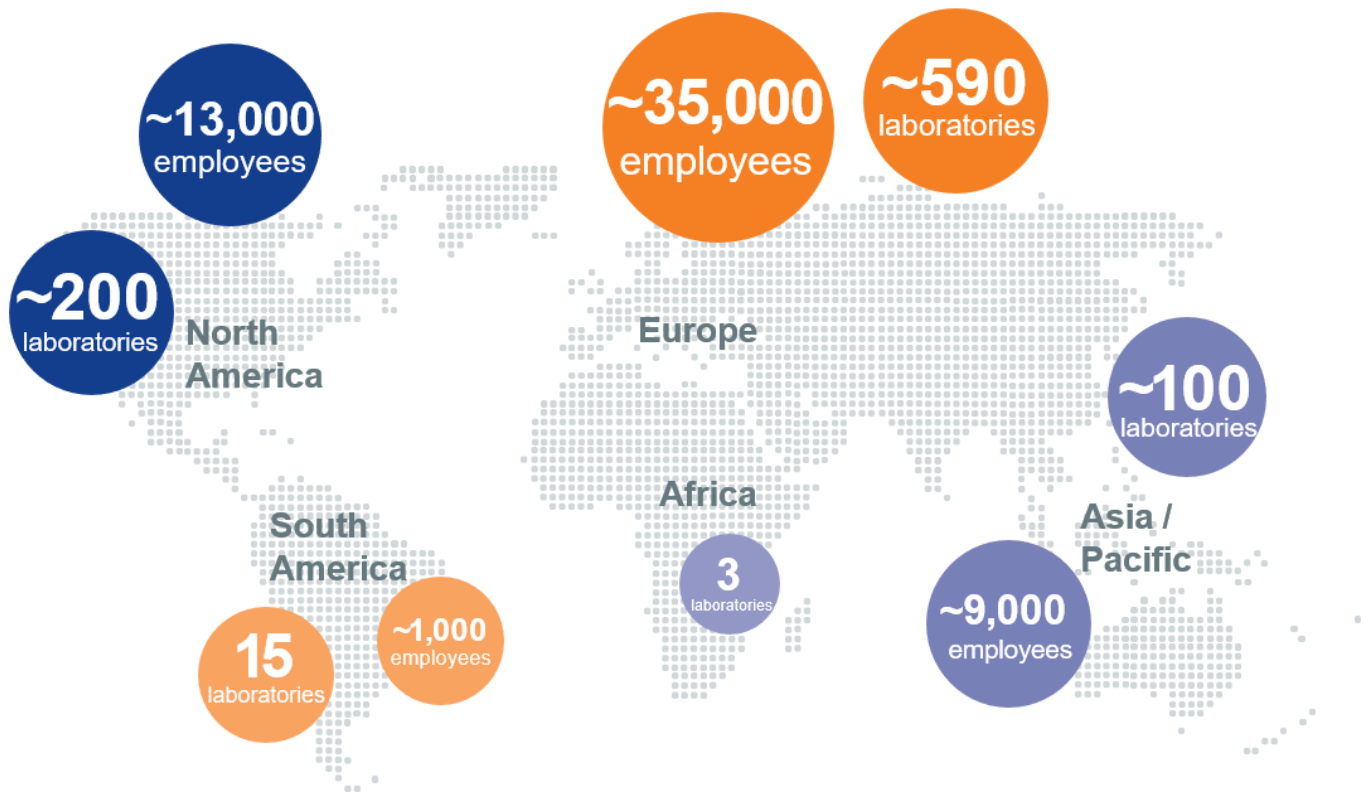 ~13,000
employees
~35,000
employees
~590
laboratories
~200
laboratories
North
America
Europe
~100
laboratories
Africa
South
America
Asia /
Pacific
3
laboratories
15
laboratories
~1,000
employees
~9,000
employees